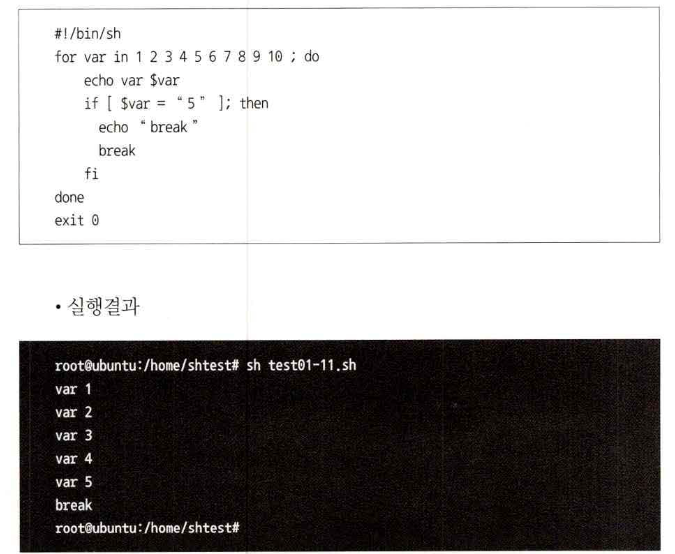 #!/bin/sh
for var in 1 2 3 4 5 6 7 8 9 10 ; do
echo var $var
if [ $var = “5” ]; then
echo “break”
break
fi
done
exit 0
• 실행결과
root@ubuntu:/home/shtest# sh test01-11.sh
var 1
var 2
var 3
var 4
var 5
break
root@ubuntu:/home/shtest#